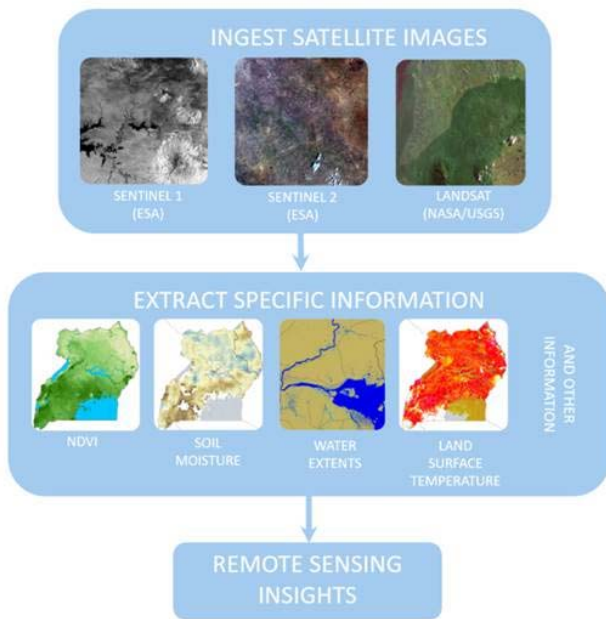 INGEST SATELLITE IMAGES
SENTINEL 1
(ESA)
SENTINEL 2
(ESA)
LANDSAT
(NASA/USGS)
EXTRACT SPECIFIC INFORMATION
NDVI
SOIL
MOISTURE
WATER
EXTENTS
LAND
SURFACE
TEMPERATURE
AND OTHER
INFORMATION
REMOTE SENSING
INSIGHTS